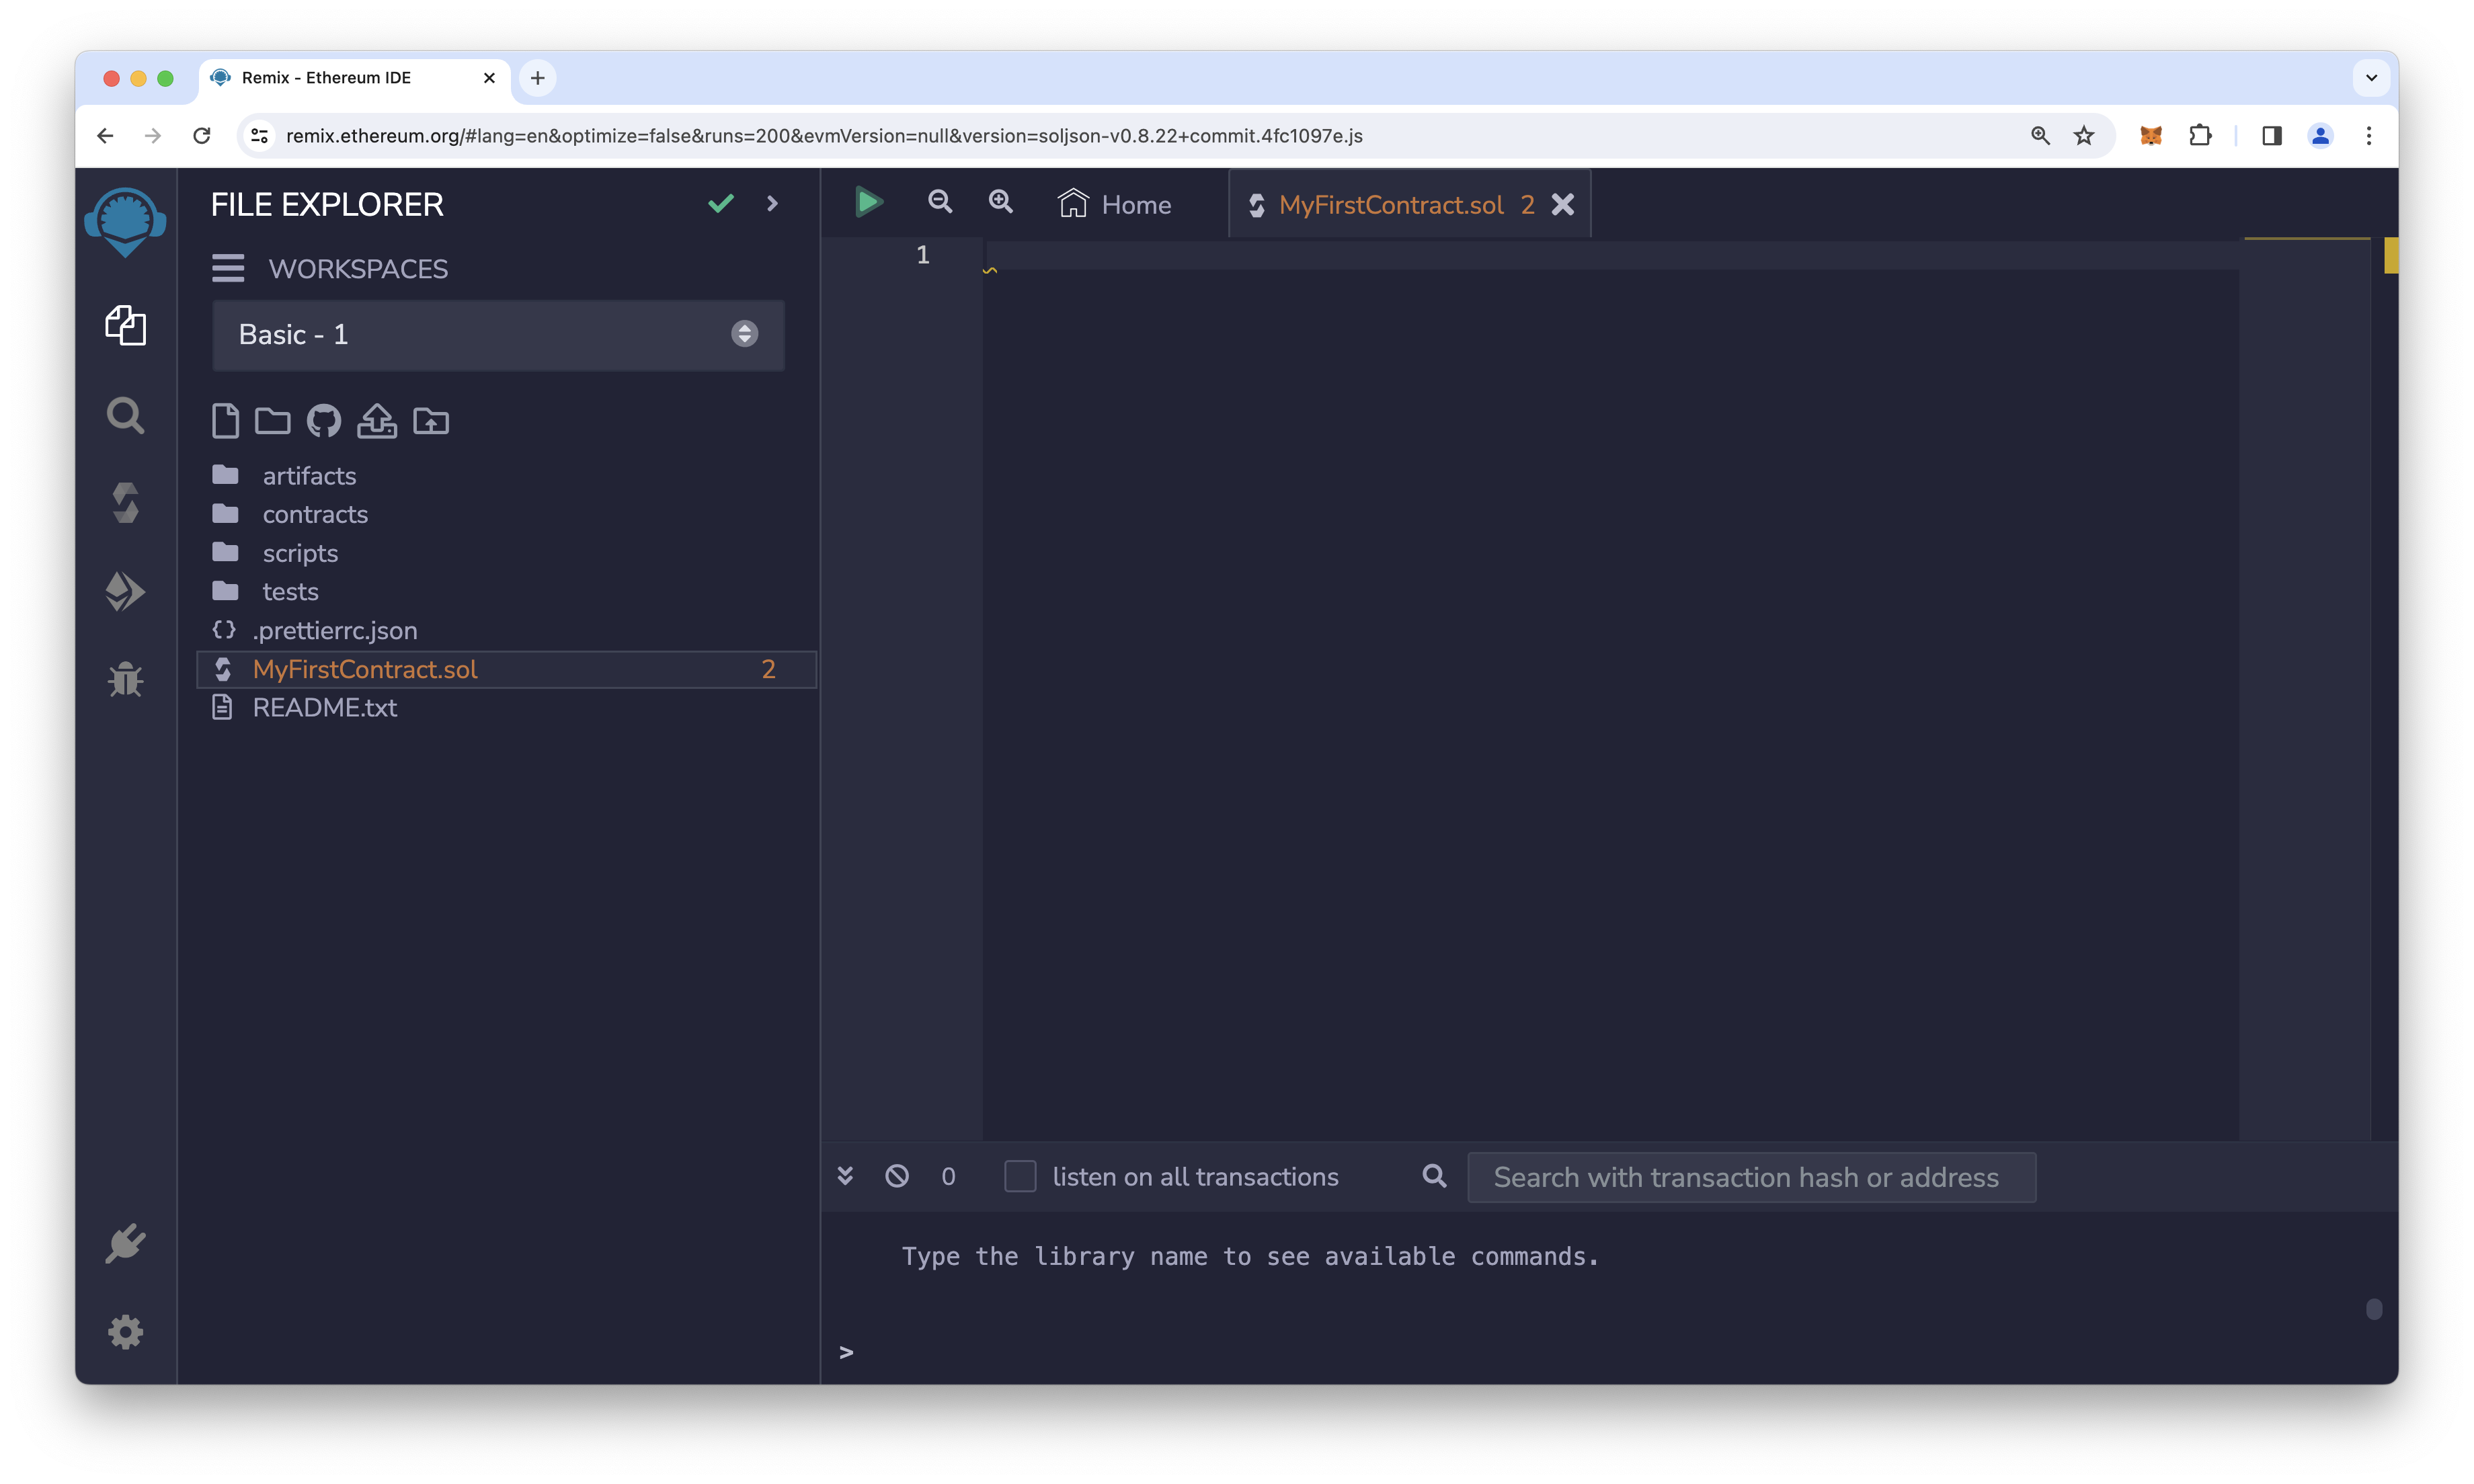 Remix - Ethereum IDE
remix.ethereum.org/#lang=en&optimize=false&runs=200&evmVersion=null&version=soljson-v0.8.22+commit.4fc1097e.js
FILE EXPLORER
WORKSPACES
Basic - 1
artifacts
contracts
scripts
tests
.prettierrc.json
MyFirstContract.sol 2
README.txt
Home
MyFirstContract.sol 2
1
0
listen on all transactions
Search with transaction hash or address
Type the library name to see available commands.
>